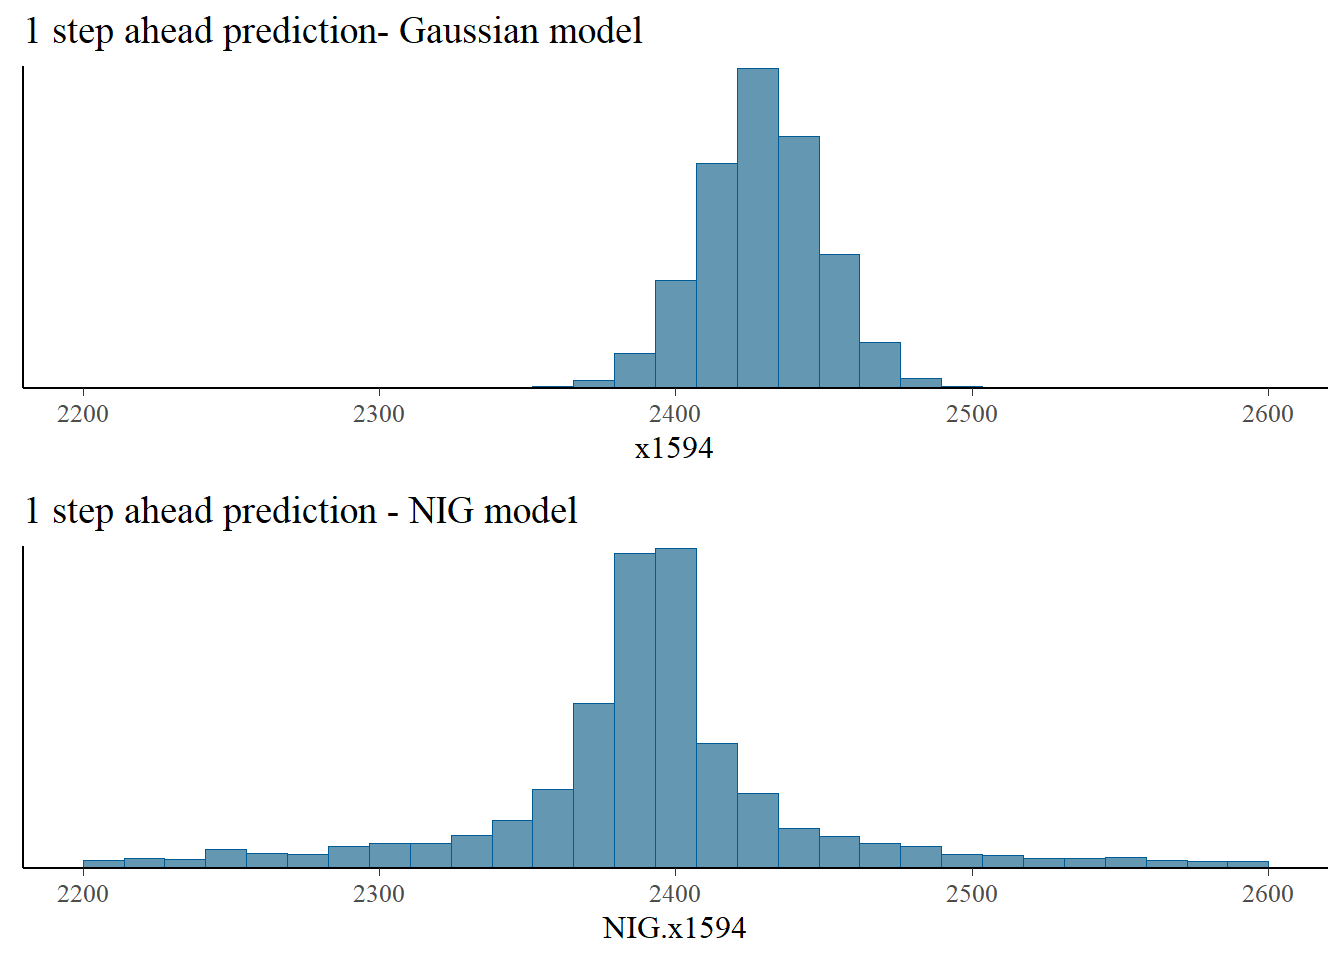 1 step ahead prediction- Gaussian model
2200 2300 2400 2500 2600
x1594
1 step ahead prediction - NIG model
2200 2300 2400 2500 2600
NIG.x1594